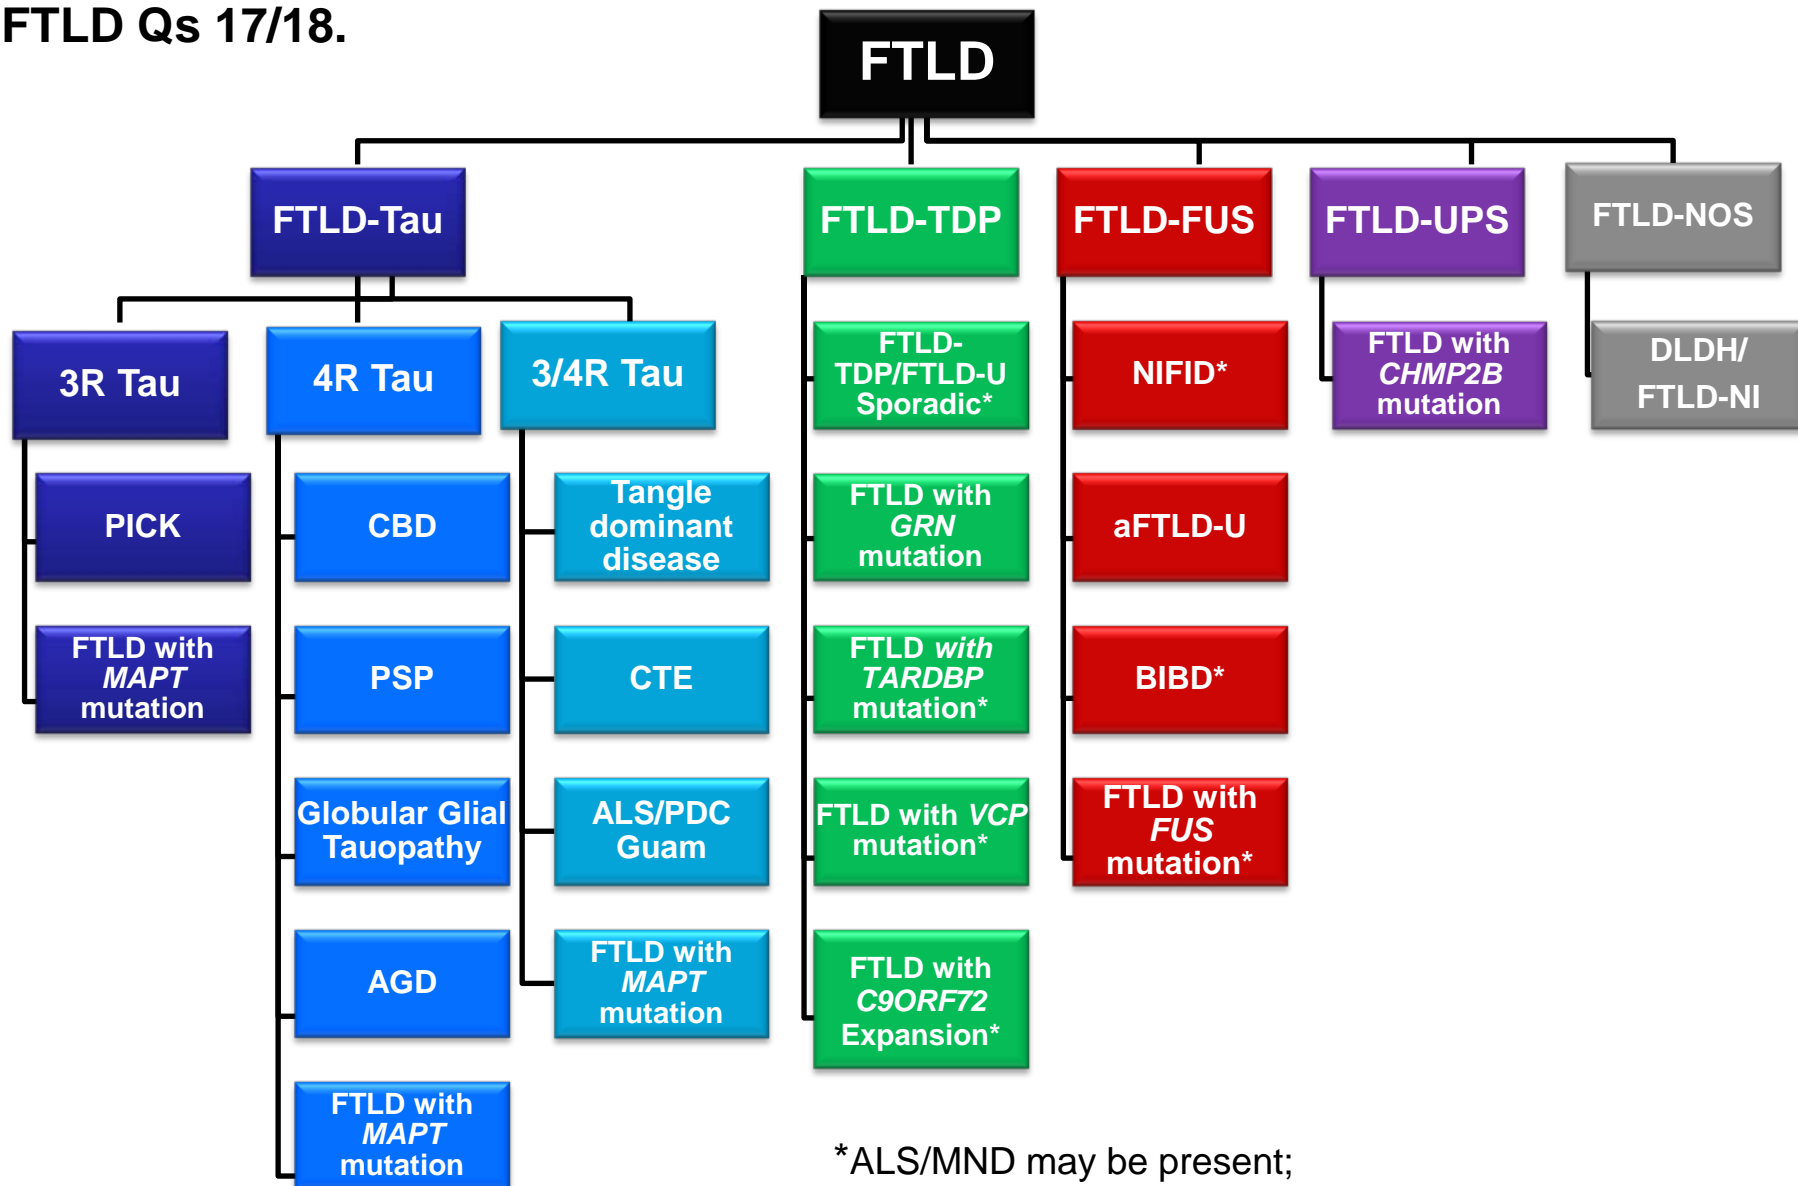 FTLD Qs 17/18.
FTLD
FTLD-Tau
FTLD-TDP
FTLD-FUS
FTLD-UPS
FTLD-NOS
3R Tau
4R Tau
3/4R Tau
FTLD-
TDP/FTLD-U
Sporadic*
NIFID*
FTLD with
CHMP2B
mutation
DLDH/
FTLD-NI
PICK
CBD
Tangle
dominant
disease
FTLD with
GRN
mutation
aFTLD-U
FTLD with
MAPT
mutation
PSP
CTE
FTLD with
TARDBP
mutation*
BIBD*
Globular Glial
Tauopathy
ALS/PDC
Guam
FTLD with VCP
mutation*
FTLD with
FUS
mutation*
AGD
FTLD with
MAPT
mutation
FTLD with
C9ORF72
Expansion*
FTLD with
MAPT
mutation
*ALS/MND may be present;